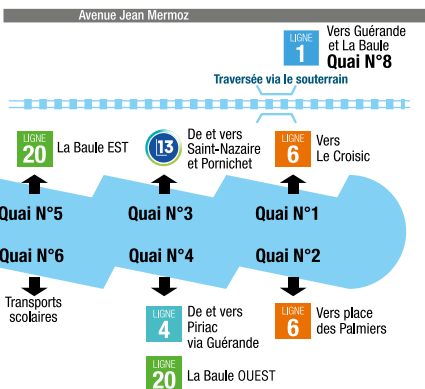 Avenue Jean Mermoz
LIGNE
1
Vers Guérande
et La Baule
Quai N°8
Traversée via le souterrain
LIGNE
20
La Baule EST
13
De et vers
Saint-Nazaire
et Pornichet
LIGNE
6
Vers
Le Croisic
Quai N°5
Quai N°3
Quai N°1
Quai N°6
Quai N°4
Quai N°2
Transports
scolaires
LIGNE
4
De et vers
Piriac
via Guérande
LIGNE
6
Vers place
des Palmiers
LIGNE
20
La Baule OUEST